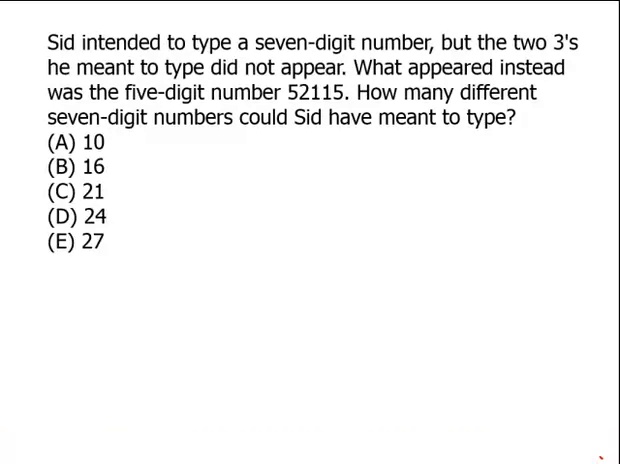 Sid intended to type a seven-digit number, but the two 3's
he meant to type did not appear. What appeared instead
was the five-digit number 52115. How many different
seven-digit numbers could Sid have meant to type?
(A) 10
(B) 16
(C) 21
(D) 24
(E) 27